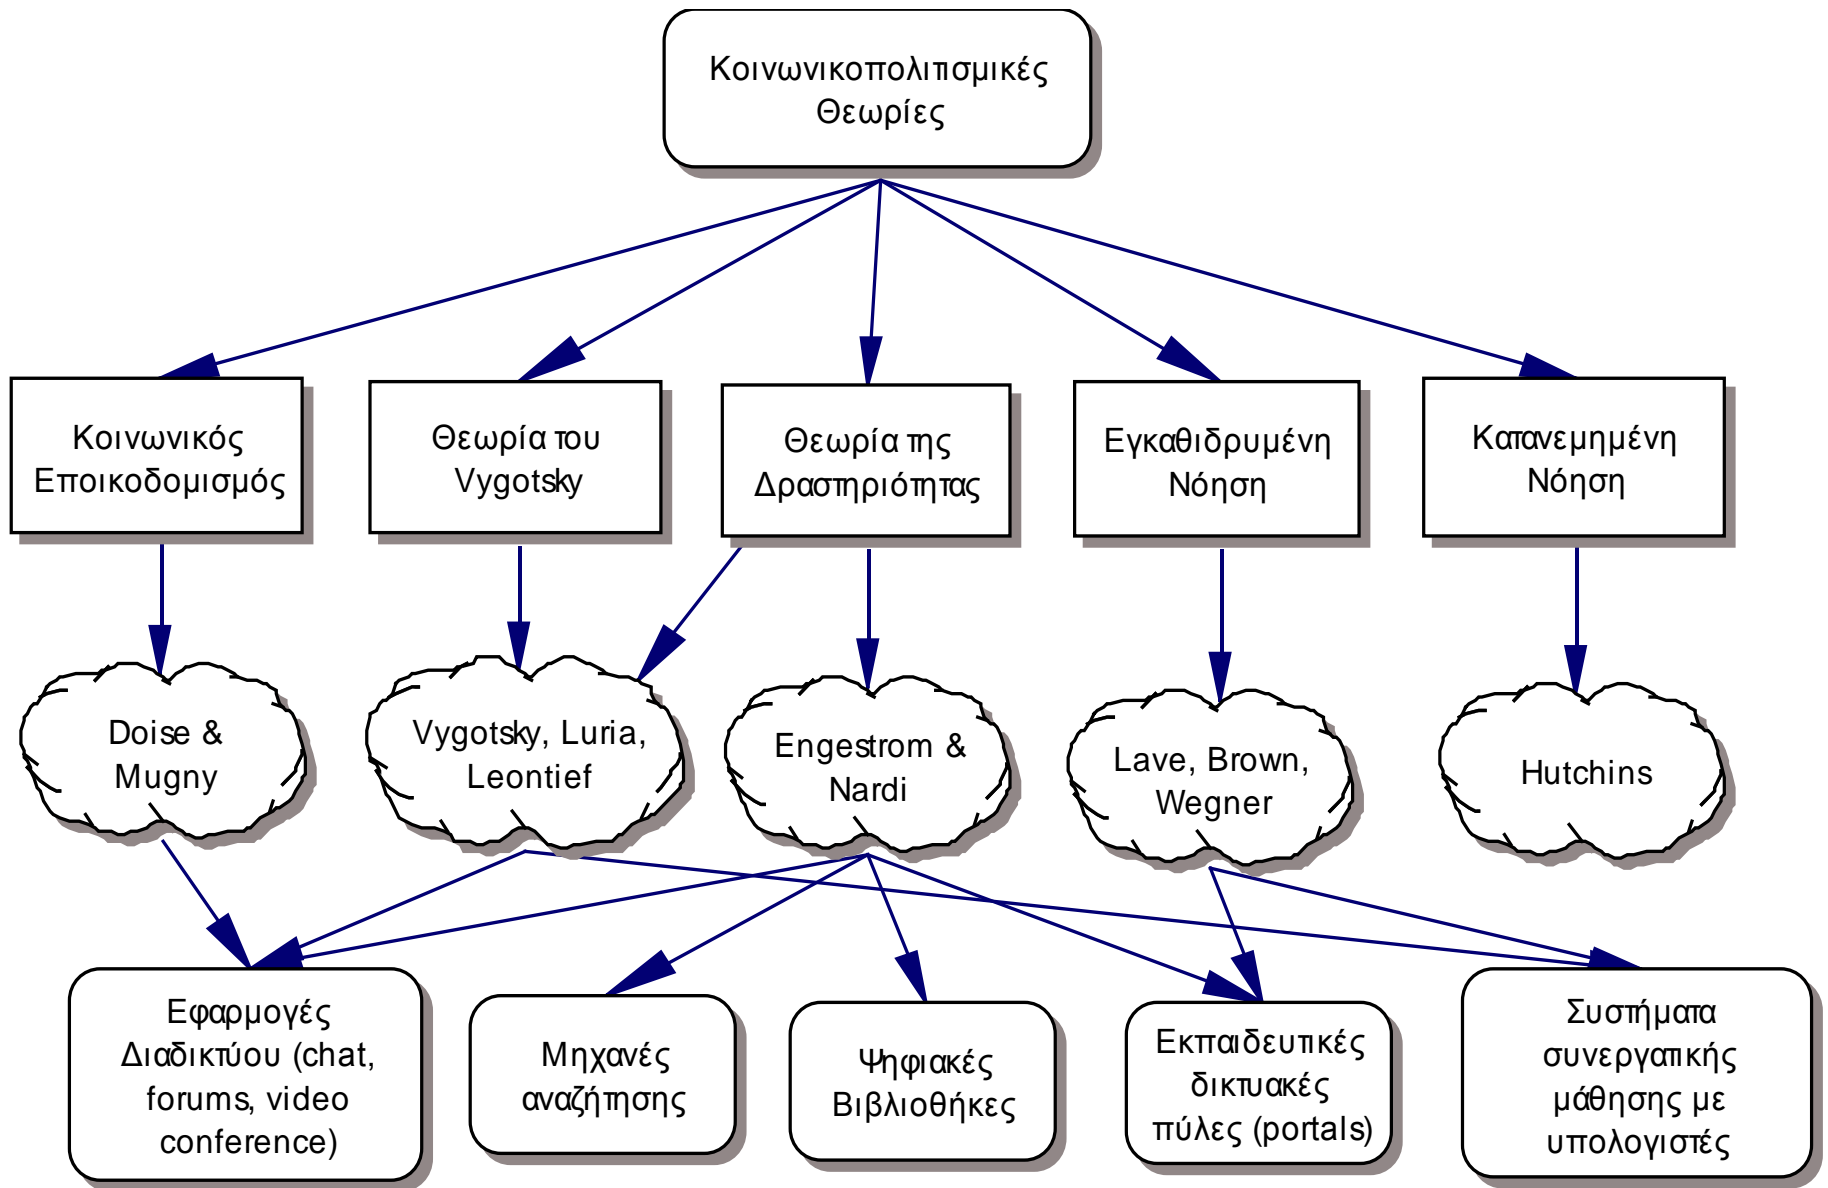 Κοινωνικοπολιτισμικές
Θεωρίες
Κοινωνικός
Εποικοδομισμός
Θεωρία του
Vygotsky
Θεωρία της
Δραστηριότητας
Εγκαθιδρυμένη
Νόηση
Κατανεμημένη
Νόηση
Doise &
Mugny
Vygotsky, Luria,
Leontief
Engestrom &
Nardi
Lave, Brown,
Wegner
Hutchins
Εφαρμογές
Διαδικτύου (chat,
forums, video
conference)
Μηχανές
αναζήτησης
Ψηφιακές
Βιβλιοθήκες
Εκπαιδευτικές
δικτυακές
πύλες (portals)
Συστήματα
συνεργατικής
μάθησης με
υπολογιστές